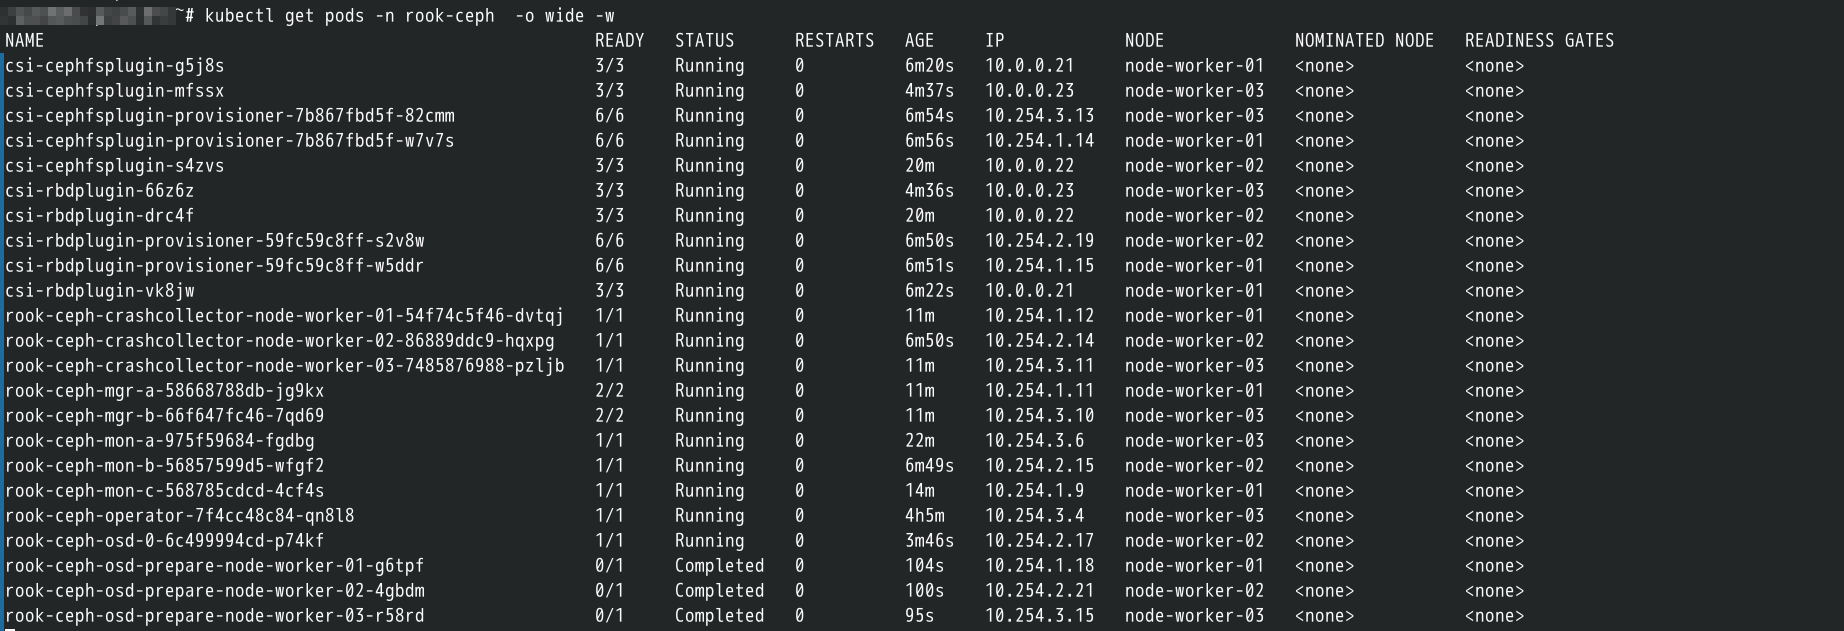 ~# kubectl get pods -n rook-ceph  -o wide -w
NAME READY STATUS RESTARTS AGE IP NODE NOMINATED NODE READINESS GATES
csi-cephfsplugin-g5j8s 3/3 Running 0 6m20s 10.0.0.21 node-worker-01 <none> <none>
csi-cephfsplugin-mfssx 3/3 Running 0 4m37s 10.0.0.23 node-worker-03 <none> <none>
csi-cephfsplugin-provisioner-7b867fbd5f-82cmm 6/6 Running 0 6m54s 10.254.3.13 node-worker-03 <none> <none>
csi-cephfsplugin-provisioner-7b867fbd5f-w7v7s 6/6 Running 0 6m56s 10.254.1.14 node-worker-01 <none> <none>
csi-cephfsplugin-s4zvs 3/3 Running 0 20m 10.0.0.22 node-worker-02 <none> <none>
csi-rbdplugin-66z6z 3/3 Running 0 4m36s 10.0.0.23 node-worker-03 <none> <none>
csi-rbdplugin-drc4f 3/3 Running 0 20m 10.0.0.22 node-worker-02 <none> <none>
csi-rbdplugin-provisioner-59fc59c8ff-s2v8w 6/6 Running 0 6m50s 10.254.2.19 node-worker-02 <none> <none>
csi-rbdplugin-provisioner-59fc59c8ff-w5ddr 6/6 Running 0 6m51s 10.254.1.15 node-worker-01 <none> <none>
csi-rbdplugin-vk8jw 3/3 Running 0 6m22s 10.0.0.21 node-worker-01 <none> <none>
rook-ceph-crashcollector-node-worker-01-54f74c5f46-dvtqj 1/1 Running 0 11m 10.254.1.12 node-worker-01 <none> <none>
rook-ceph-crashcollector-node-worker-02-86889ddc9-hqxpg 1/1 Running 0 6m50s 10.254.2.14 node-worker-02 <none> <none>
rook-ceph-crashcollector-node-worker-03-7485876988-pzljb 1/1 Running 0 11m 10.254.3.11 node-worker-03 <none> <none>
rook-ceph-mgr-a-58668788db-jg9kx 2/2 Running 0 11m 10.254.1.11 node-worker-01 <none> <none>
rook-ceph-mgr-b-66f647fc46-7qd69 2/2 Running 0 11m 10.254.3.10 node-worker-03 <none> <none>
rook-ceph-mon-a-975f59684-fgdbg 1/1 Running 0 22m 10.254.3.6 node-worker-03 <none> <none>
rook-ceph-mon-b-56857599d5-wfgf2 1/1 Running 0 6m49s 10.254.2.15 node-worker-02 <none> <none>
rook-ceph-mon-c-568785cdcd-4cf4s 1/1 Running 0 14m 10.254.1.9 node-worker-01 <none> <none>
rook-ceph-operator-7f4cc48c84-qn8l8 1/1 Running 0 4h5m 10.254.3.4 node-worker-03 <none> <none>
rook-ceph-osd-0-6c499994cd-p74kf 1/1 Running 0 3m46s 10.254.2.17 node-worker-02 <none> <none>
rook-ceph-osd-prepare-node-worker-01-g6tpf 0/1 Completed 0 104s 10.254.1.18 node-worker-01 <none> <none>
rook-ceph-osd-prepare-node-worker-02-4gbdm 0/1 Completed 0 100s 10.254.2.21 node-worker-02 <none> <none>
rook-ceph-osd-prepare-node-worker-03-r58rd 0/1 Completed 0 95s 10.254.3.15 node-worker-03 <none> <none>